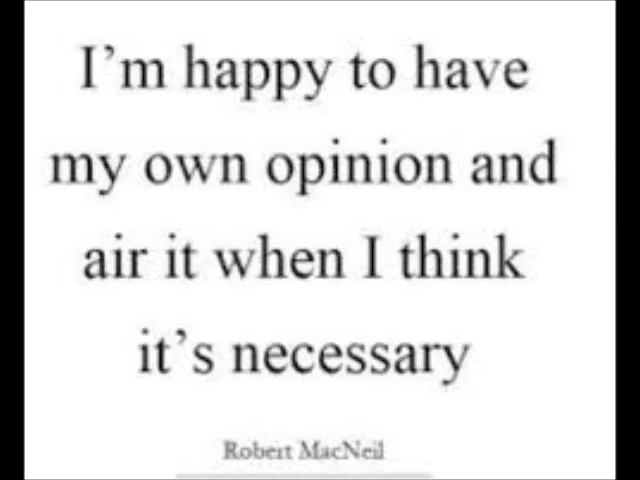 I’m happy to have
my own opinion and
air it when I think
it’s necessary
Robert MacNeil